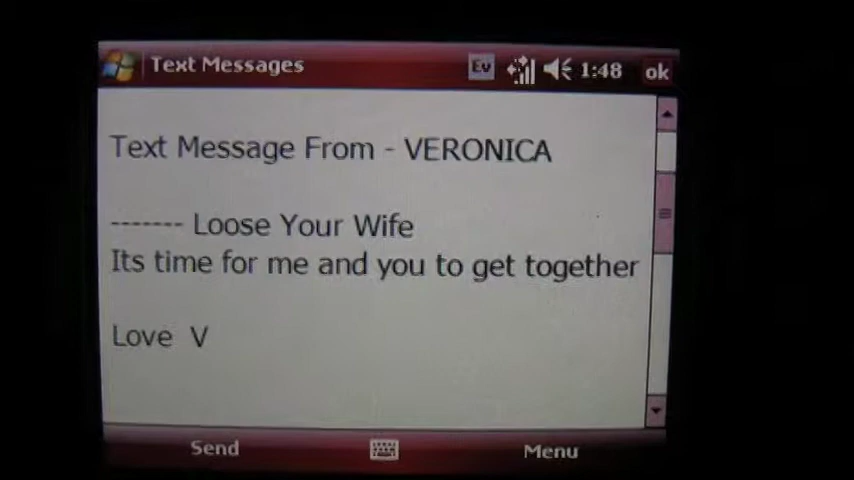 Text Messages Ev 1:48 ok
Text Message From - VERONICA
------- Loose Your Wife
Its time for me and you to get together
Love V
Send Menu